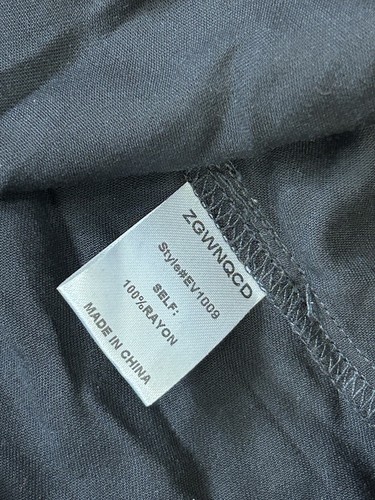 ZGWNQCD
Style#EV1009
SELF:
100%RAYON
MADE IN CHINA